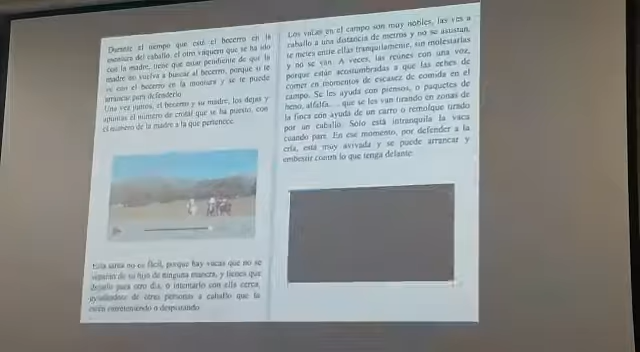 Durante el tiempo que esté el becerro en la
montura del caballo, el otro vaquero que se ha ido
con la madre, tiene que estar pendiente de que la
madre no vuelva a buscar al becerro, porque si te
ve con el becerro en la montura y se te puede
arrancar para defenderlo
Una vez juntos, el becerro y su madre, los dejas y
apuntas el número de crotal que se ha puesto, con
el número de la madre a la que pertenece.
Esta tarea no es fácil, porque hay vacas que no se
separan de su hijo de ninguna manera, y tienes que
dejarlo para otro día, o intentarlo con ella cerca,
ayudándote de otras personas a caballo que la
estén entreteniendo o despistando
Las vacas en el campo son muy nobles, las ves a
caballo a una distancia de metros y no se asustan,
te metes entre ellas tranquilamente, sin molestarlas
y no se van. A veces, las reúnes con una voz,
porque están acostumbradas a que las eches de
comer en momentos de escasez de comida en el
campo. Se les ayuda con piensos, o paquetes de
heno, alfalfa, ... que se les van tirando en zonas de
la finca con ayuda de un carro o remolque tirado
por un caballo. Solo está intranquila la vaca
cuando pare. En ese momento, por defender a la
cría, está muy avivada y se puede arrancar y
embestir contra lo que tenga delante.